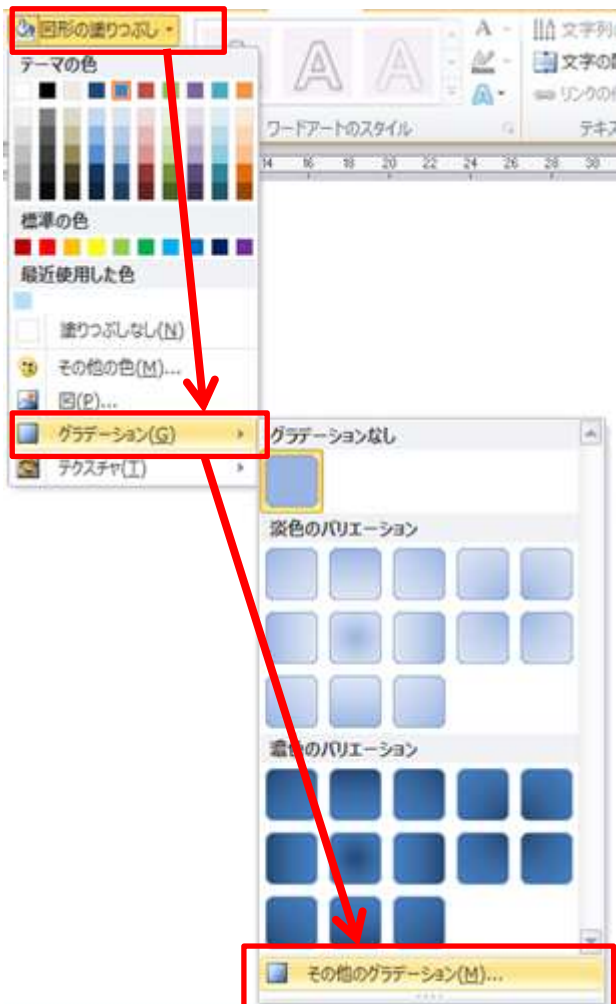 図形の塗りつぶし
A
文字列
テーマの色
A A
文字の
A
リンクの
ワードアートのスタイル
テキス
14 16 18 20 22 24 26 28 30
標準の色
最近使用した色
塗りつぶしなし(N)
その他の色(M)...
図(P)...
グラデーション(G)
テクスチャ(T)
グラデーションなし
淡色のバリエーション
濃色のバリエーション
その他のグラデーション(M)...